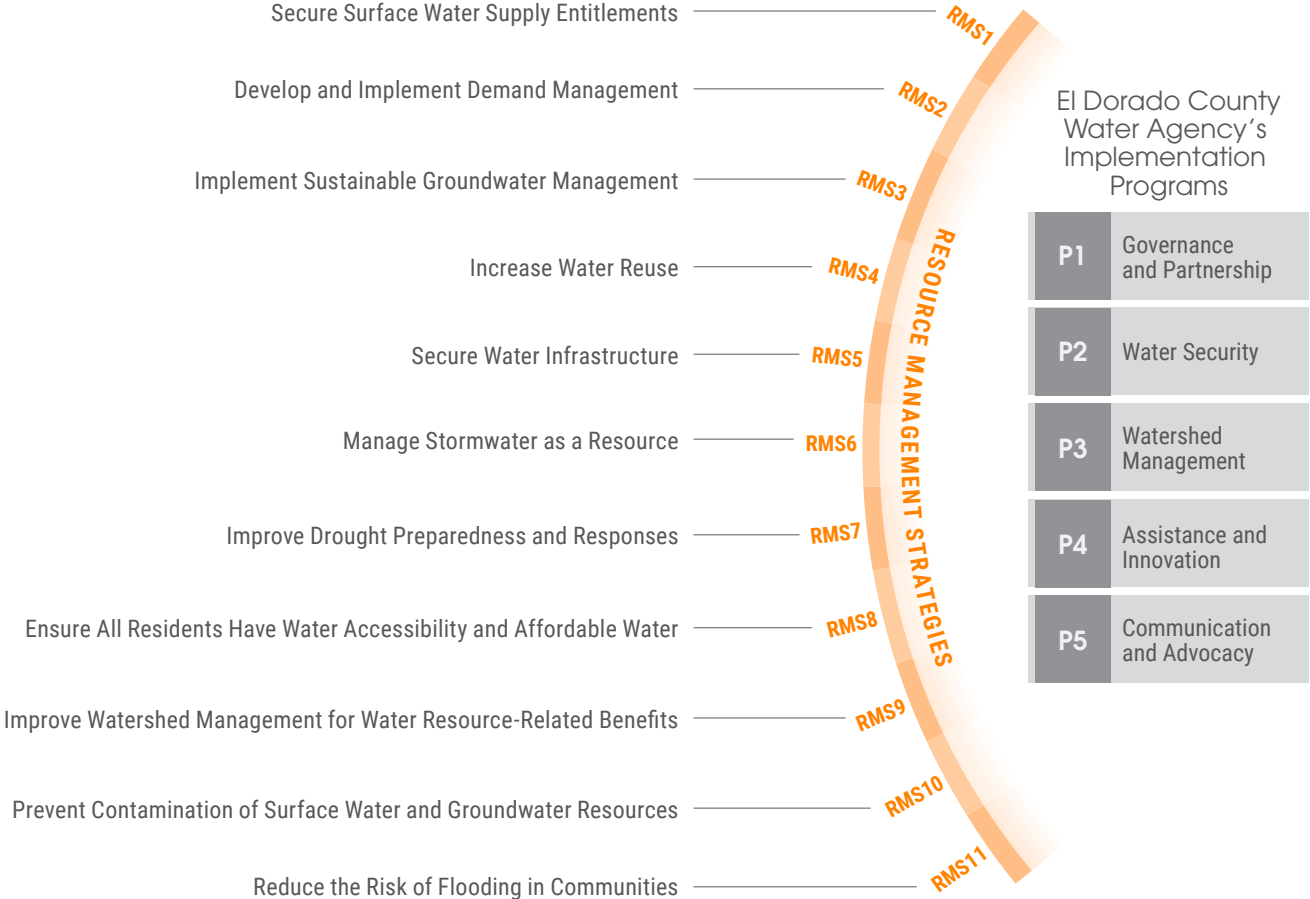 Secure Surface Water Supply Entitlements
RMS1
Develop and Implement Demand Management
RMS2
Implement Sustainable Groundwater Management
RMS3
Increase Water Reuse
RMS4
Secure Water Infrastructure
RMS5
Manage Stormwater as a Resource
RMS6
Improve Drought Preparedness and Responses
RMS7
Ensure All Residents Have Water Accessibility and Affordable Water
RMS8
Improve Watershed Management for Water Resource-Related Benefits
RMS9
Prevent Contamination of Surface Water and Groundwater Resources
RMS10
Reduce the Risk of Flooding in Communities
RMS11
RESOURCE MANAGEMENT STRATEGIES
El Dorado County
Water Agency's
Implementation
Programs
P1
Governance
and Partnership
P2
Water Security
P3
Watershed
Management
P4
Assistance and
Innovation
P5
Communication
and Advocacy